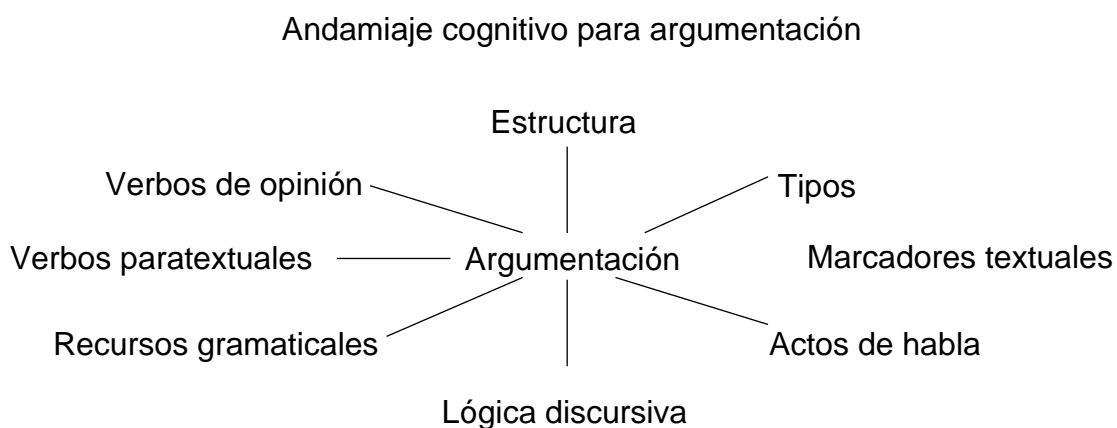 Andamiaje cognitivo para argumentación
Estructura
Verbos de opinión
Tipos
Verbos paratextuales
Argumentación
Marcadores textuales
Recursos gramaticales
Actos de habla
Lógica discursiva